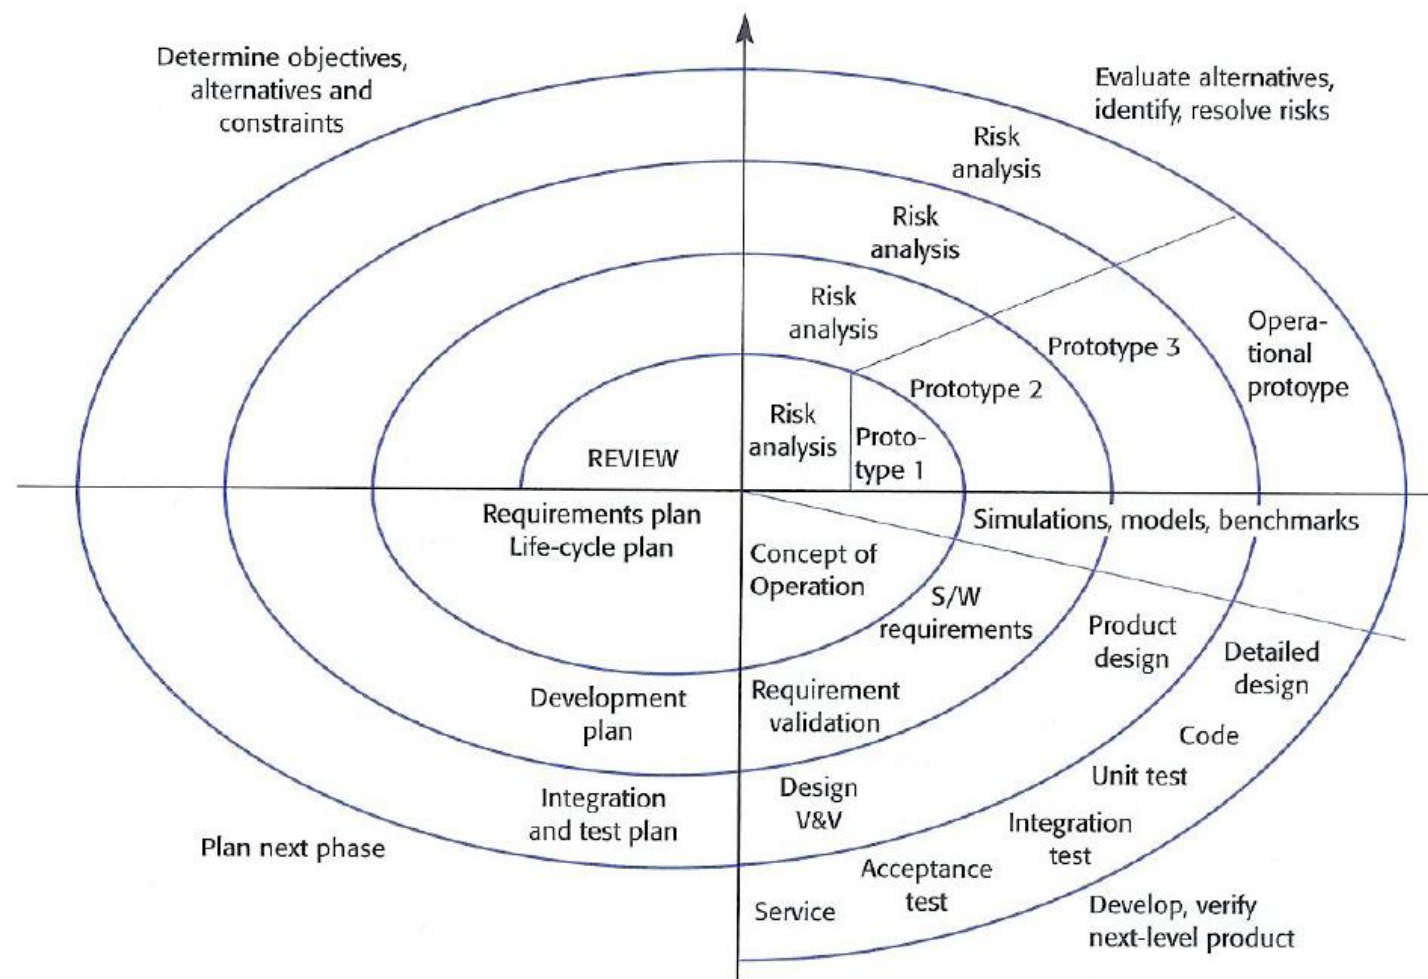 Determine objectives,
alternatives and
constraints
Evaluate alternatives,
identify, resolve risks
Risk
analysis
Risk
analysis
Risk
analysis
Risk
analysis
Proto-
type 1
Prototype 2
Prototype 3
Opera-
tional
protoype
REVIEW
Requirements plan
Life-cycle plan
Concept of
Operation
Simulations, models, benchmarks
S/W
requirements
Product
design
Detailed
design
Development
plan
Requirement
validation
Code
Unit test
Integration
and test plan
Design
V&V
Integration
test
Acceptance
test
Service
Plan next phase
Develop, verify
next-level product